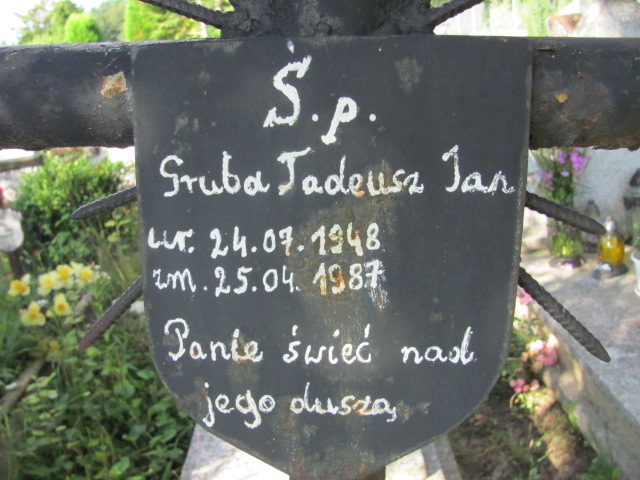 Ś.p.
Gruba Tadeusz Jan
ur. 24.07.1948
zm. 25.04.1987
Panie świeć nad
jego duszą